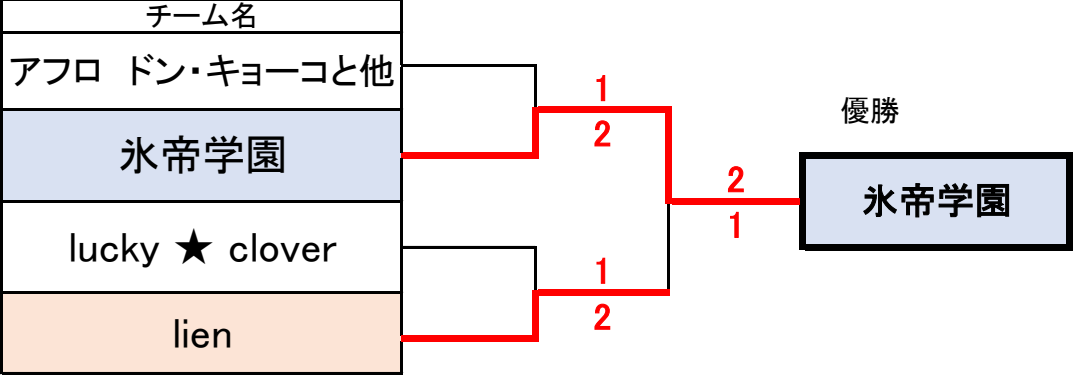 チーム名
アフロ　ドン・キョーコと他
氷帝学園
lucky ★ clover
lien
1
2
1
2
2
1
優勝
氷帝学園